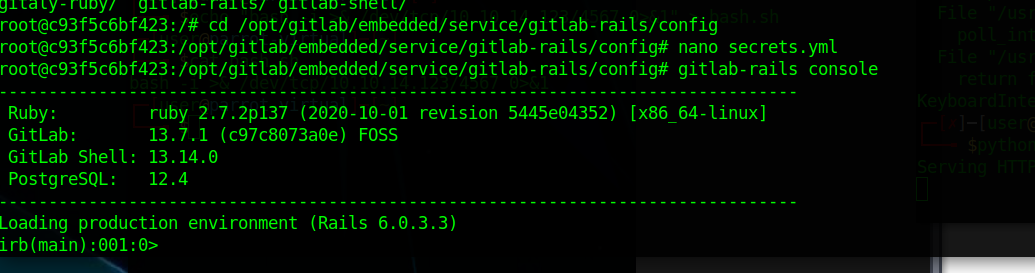 gitaly-ruby/  gitlab-rails/ gitlab-shell/
root@c93f5c6bf423:/# cd /opt/gitlab/embedded/service/gitlab-rails/config
root@c93f5c6bf423:/opt/gitlab/embedded/service/gitlab-rails/config# nano secrets.yml
root@c93f5c6bf423:/opt/gitlab/embedded/service/gitlab-rails/config# gitlab-rails console
--------------------------------------------------------------------------------
Ruby:         ruby 2.7.2p137 (2020-10-01 revision 5445e04352) [x86_64-linux]
GitLab:       13.7.1 (c97c8073a0e) FOSS
GitLab Shell: 13.14.0
PostgreSQL:   12.4
--------------------------------------------------------------------------------
Loading production environment (Rails 6.0.3.3)
irb(main):001:0>
File "/usr
poll_int
File "/us
return
KeyboardInte
]-[user@
$python
Serving HTTP